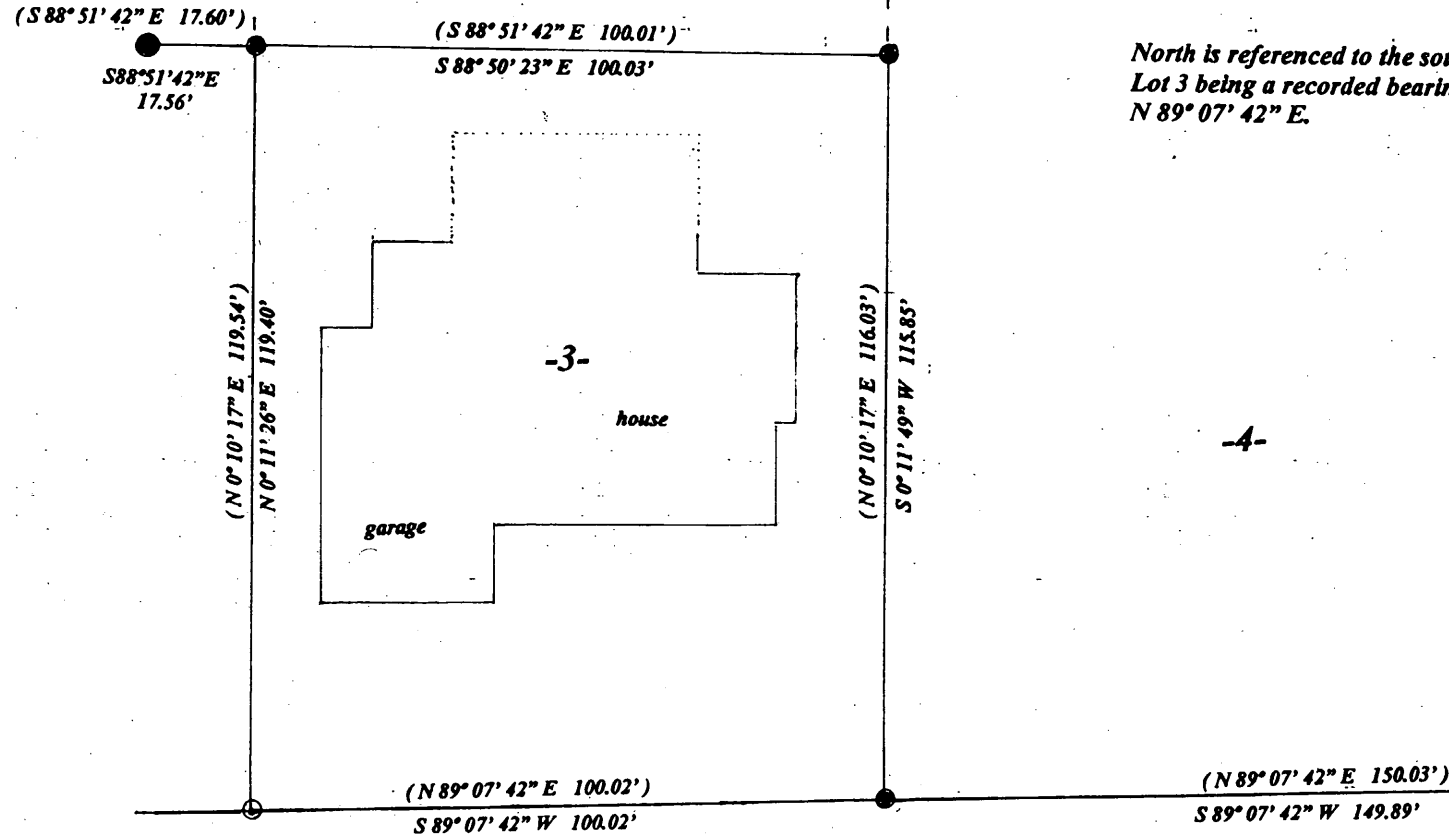 (S 88° 51' 42" E 17.60')
(S 88° 51' 42" E 100.01')
S 88° 50' 23" E 100.03'
S88°51'42"E
17.56'
North is referenced to the sou
Lot 3 being a recorded bearin
N 89° 07' 42" E.
(N 0° 10' 17" E 119.54')
N 0° 11' 26" E 119.40'
-3-
house
garage
(N 0° 10' 17" E 116.03')
S 0° 11' 49" W 115.85'
-4-
(N 89° 07' 42" E 100.02')
S 89° 07' 42" W 100.02'
(N 89° 07' 42" E 150.03')
S 89° 07' 42" W 149.89'